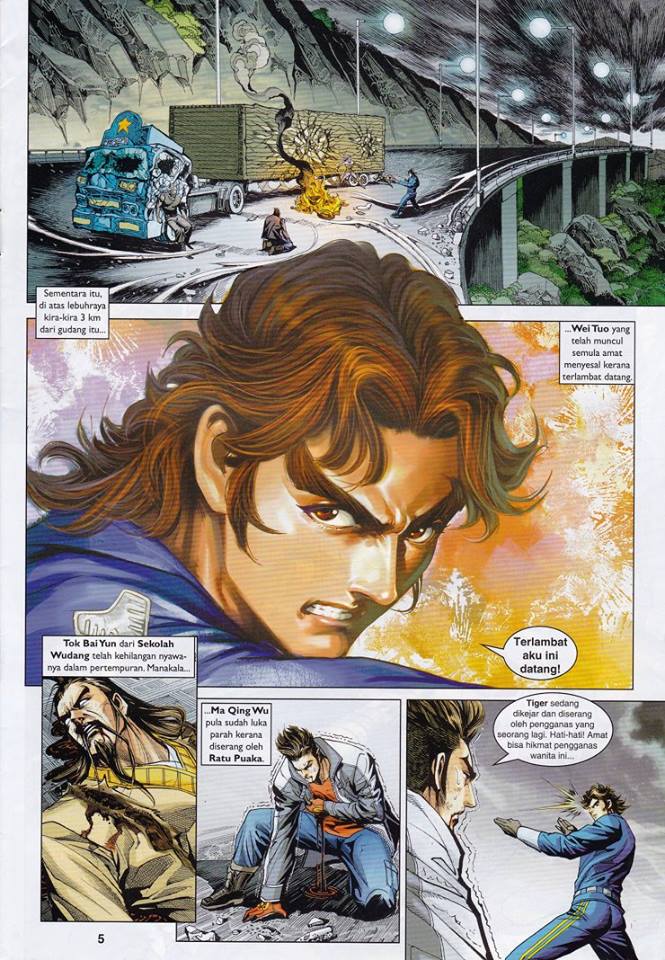 Sementara itu,
di atas lebuhraya
kira-kira 3 km
dari gudang itu...
...Wei Tuo yang
telah muncul
semula amat
menyesal kerana
terlambat datang.
Terlambat
aku ini
datang!
Tok Bai Yun dari Sekolah
Wudang telah kehilangan nyawa-
nya dalam pertempuran. Manakala...
...Ma Qing Wu
pula sudah luka
parah kerana
diserang oleh
Ratu Puaka.
Tiger sedang
dikejar dan diserang
oleh pengganas yang
seorang lagi. Hati-hati! Amat
bisa hikmat pengganas
wanita ini...
5